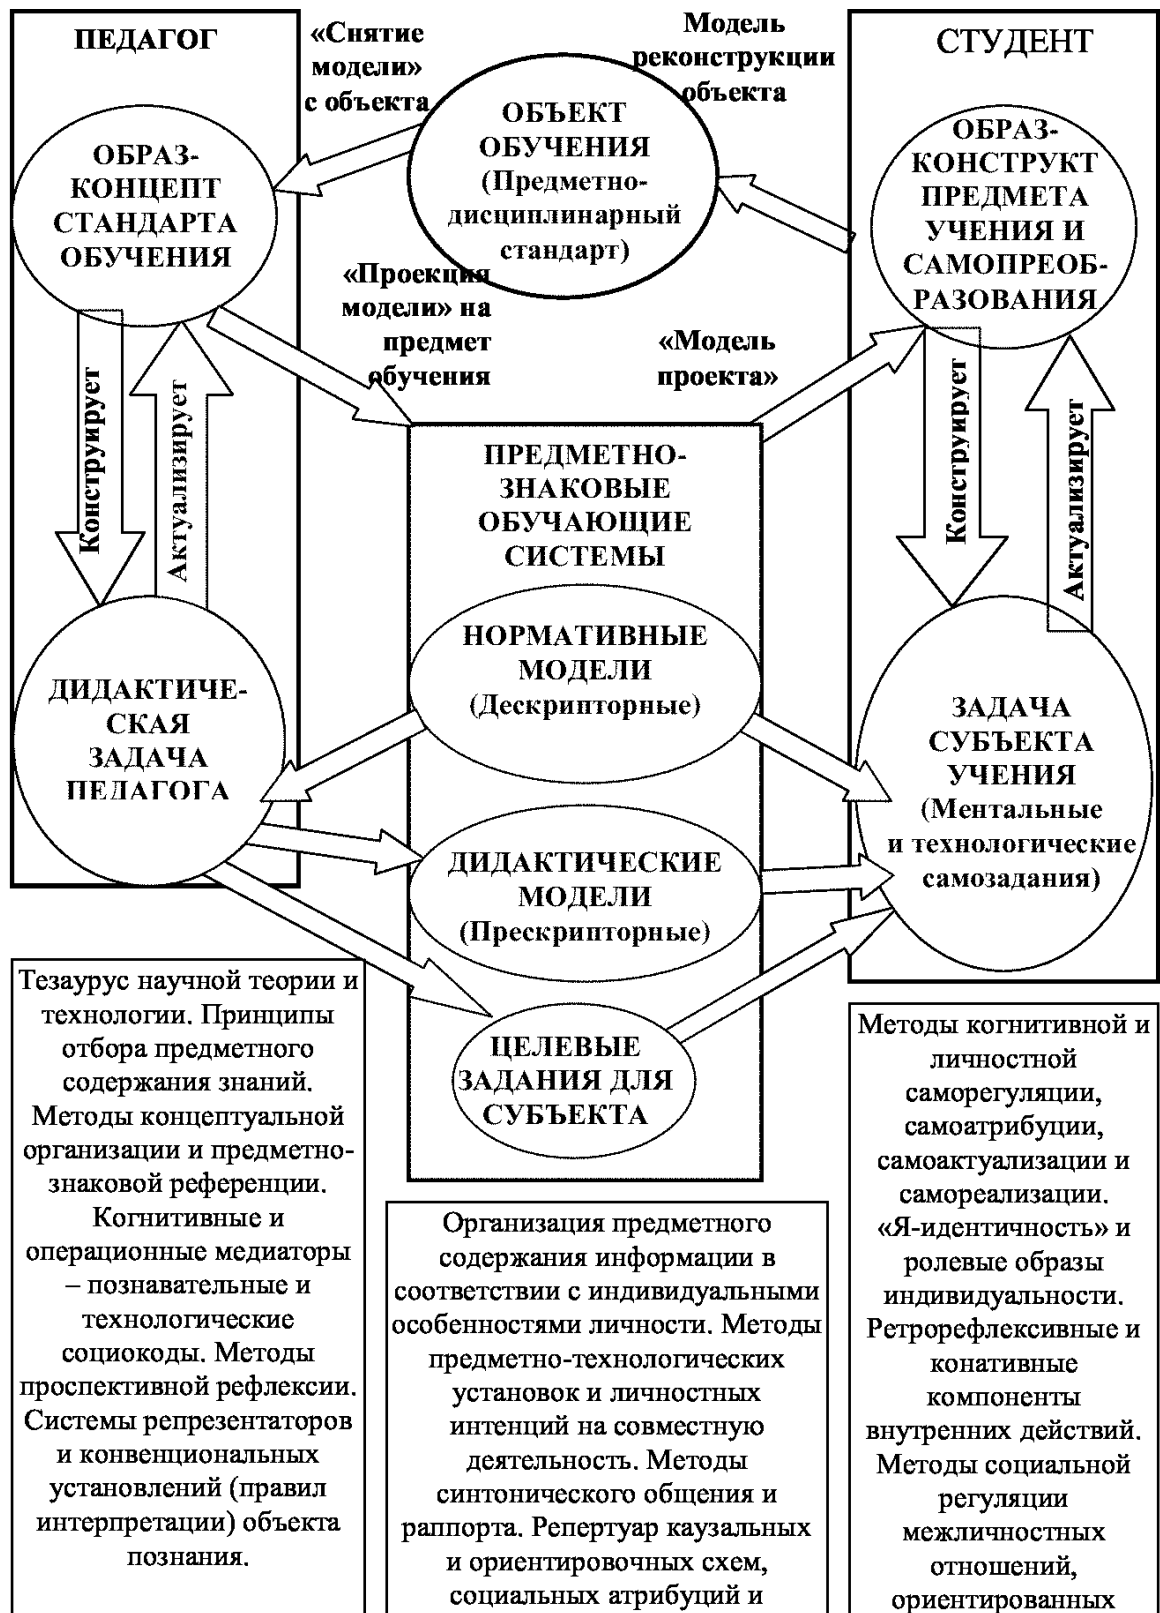 ПЕДАГОГ
«Снятие
модели»
с объекта
Модель
реконструкции
объекта
СТУДЕНТ
ОБРАЗ-
КОНЦЕПТ
СТАНДАРТА
ОБУЧЕНИЯ
ОБЪЕКТ
ОБУЧЕНИЯ
(Предметно-
дисциплинарный
стандарт)
ОБРАЗ-
КОНСТРУКТ
ПРЕДМЕТА
УЧЕНИЯ И
САМОПРЕОБ-
РАЗОВАНИЯ
«Проекция
модели» на
предмет
обучения
«Модель
проекта»
Конструирует
Актуализирует
Конструирует
Актуализирует
ПРЕДМЕТНО-
ЗНАКОВЫЕ
ОБУЧАЮЩИЕ
СИСТЕМЫ
НОРМАТИВНЫЕ
МОДЕЛИ
(Дескрипторные)
ДИДАКТИЧЕ-
СКАЯ
ЗАДАЧА
ПЕДАГОГА
ЗАДАЧА
СУБЪЕКТА
УЧЕНИЯ
(Ментальные
и технологические
самозадания)
ДИДАКТИЧЕСКИЕ
МОДЕЛИ
(Прескрипторные)
ЦЕЛЕВЫЕ
ЗАДАНИЯ ДЛЯ
СУБЪЕКТА
Тезаурус научной теории и
технологии. Принципы
отбора предметного
содержания знаний.
Методы концептуальной
организации и предметно-
знаковой референции.
Когнитивные и
операционные медиаторы
– познавательные и
технологические
социокоды. Методы
проспективной рефлексии.
Системы репрезентаторов
и конвенциональных
установлений (правил
интерпретации) объекта
познания.
Организация предметного
содержания информации в
соответствии с индивидуальными
особенностями личности. Методы
предметно-технологических
установок и личностных
интенций на совместную
деятельность. Методы
синтонического общения и
раппорта. Репертуар каузальных
и ориентировочных схем,
социальных атрибуций и
Методы когнитивной и
личностной
саморегуляции,
самоатрибуции,
самоактуализации и
самореализации.
«Я-идентичность» и
ролевые образы
индивидуальности.
Ретрорефлексивные и
конативные
компоненты
внутренних действий.
Методы социальной
регуляции
межличностных
отношений,
ориентированных